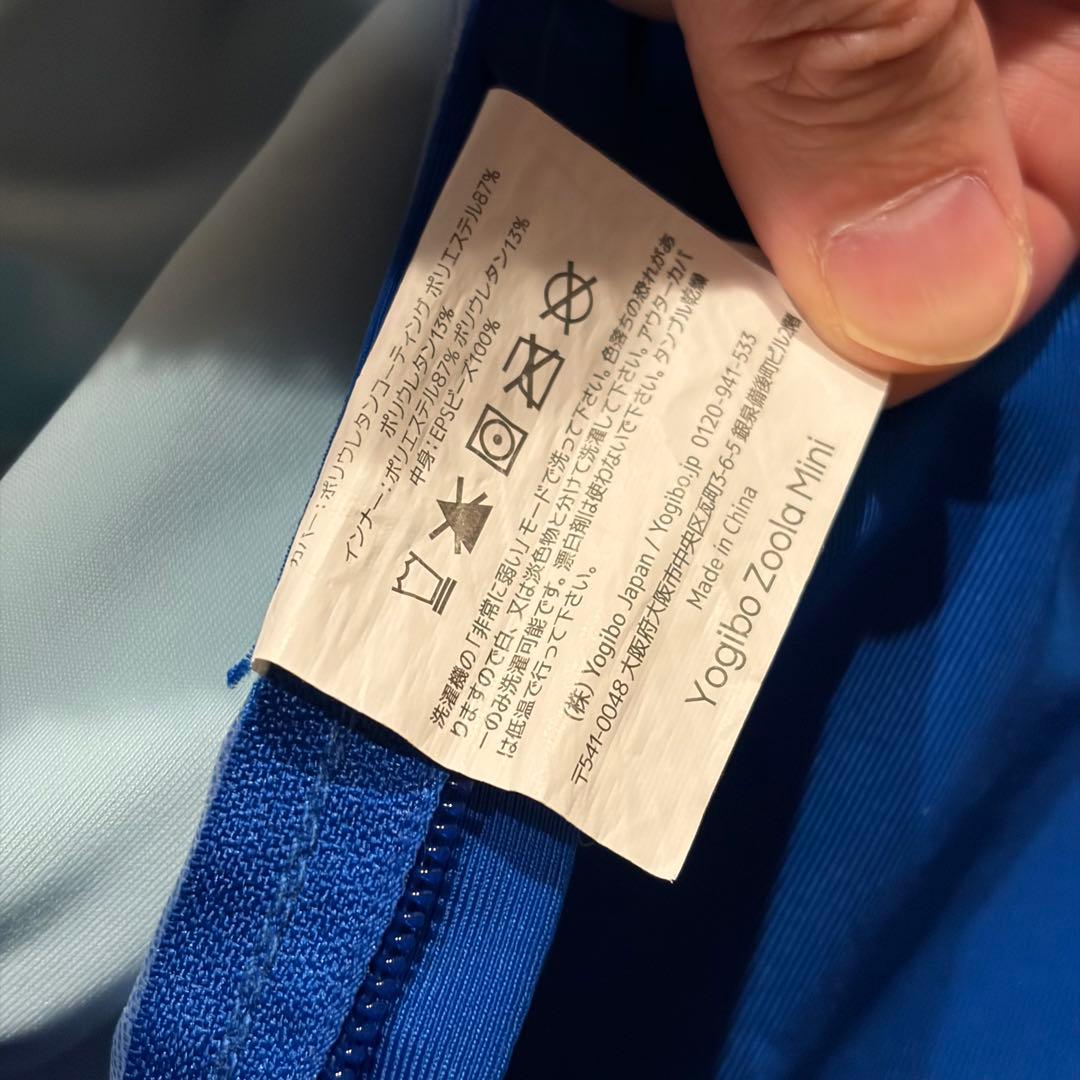 カバー:ポリウレタンコーティング ポリエステル87%
ポリウレタン13%
インナー:ポリエステル87% ポリウレタン13%
中身:EPSビーズ100%
洗濯機の「非常に弱い」モードで洗って下さい。色落ちの恐れがあ
りますので白、又は淡色物と分けて洗濯して下さい。アウターカバ
ーのみ洗濯可能です。漂白剤は使わないで下さい。タンブル乾燥
は低温で行って下さい。
(株) Yogibo Japan / Yogibo.jp 0120-941-533
〒541-0048 大阪府大阪市中央区瓦町3-6-5 銀泉備後町ビル2階
Made in China
Yogibo Zoola Mini